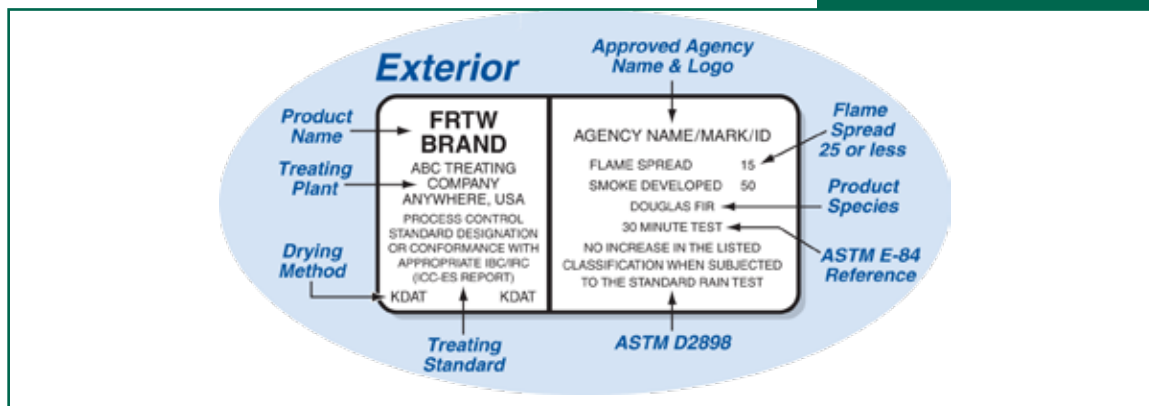 Exterior
Approved Agency
Name & Logo
Product
Name
Treating
Plant
Drying
Method
FRTW
BRAND
ABC TREATING
COMPANY
ANYWHERE, USA
PROCESS CONTROL
STANDARD DESIGNATION
OR CONFORMANCE WITH
APPROPRIATE IBC/IRC
(ICC-ES REPORT)
KDAT KDAT
Treating
Standard
AGENCY NAME/MARK/ID
FLAME SPREAD 15
SMOKE DEVELOPED 50
DOUGLAS FIR
30 MINUTE TEST
NO INCREASE IN THE LISTED
CLASSIFICATION WHEN SUBJECTED
TO THE STANDARD RAIN TEST
ASTM D2898
Flame
Spread
25 or less
Product
Species
ASTM E-84
Reference